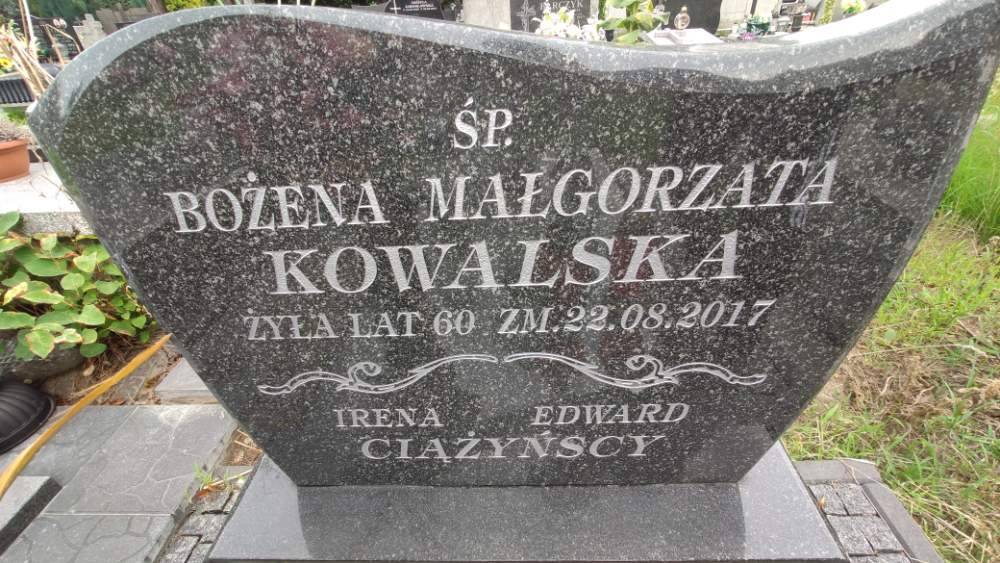 ŚP.
BOŻENA MAŁGORZATA
KOWALSKA
ŻYŁA LAT 60 ZM. 22.08.2017
IRENA EDWARD
CIĄŻYŃSCY